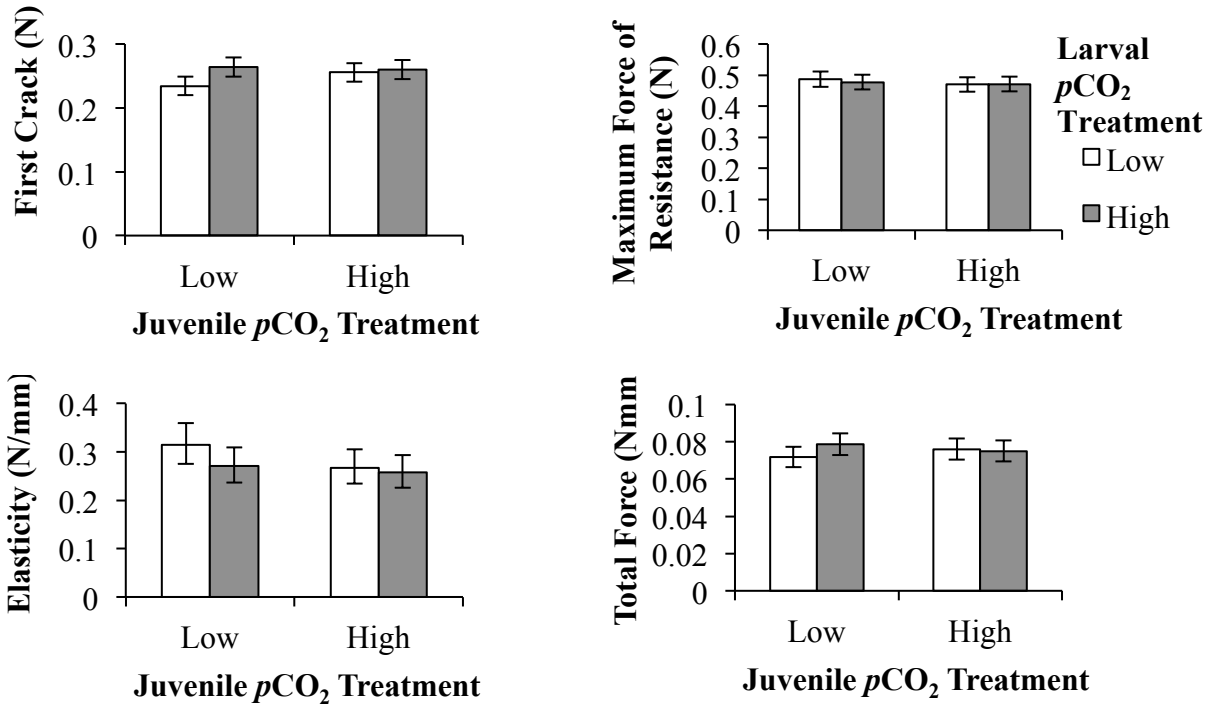 First Crack (N)
0.3
0.2
0.1
0
Low
High
Juvenile pCO₂ Treatment
Maximum Force of
Resistance (N)
0.6
0.5
0.4
0.3
0.2
0.1
0
Low
High
Juvenile pCO₂ Treatment
Larval
pCO₂
Treatment
Low
High
Elasticity (N/mm)
0.4
0.3
0.2
0.1
0
Low
High
Juvenile pCO₂ Treatment
Total Force (Nmm
0.1
0.08
0.06
0.04
0.02
0
Low
High
Juvenile pCO₂ Treatment